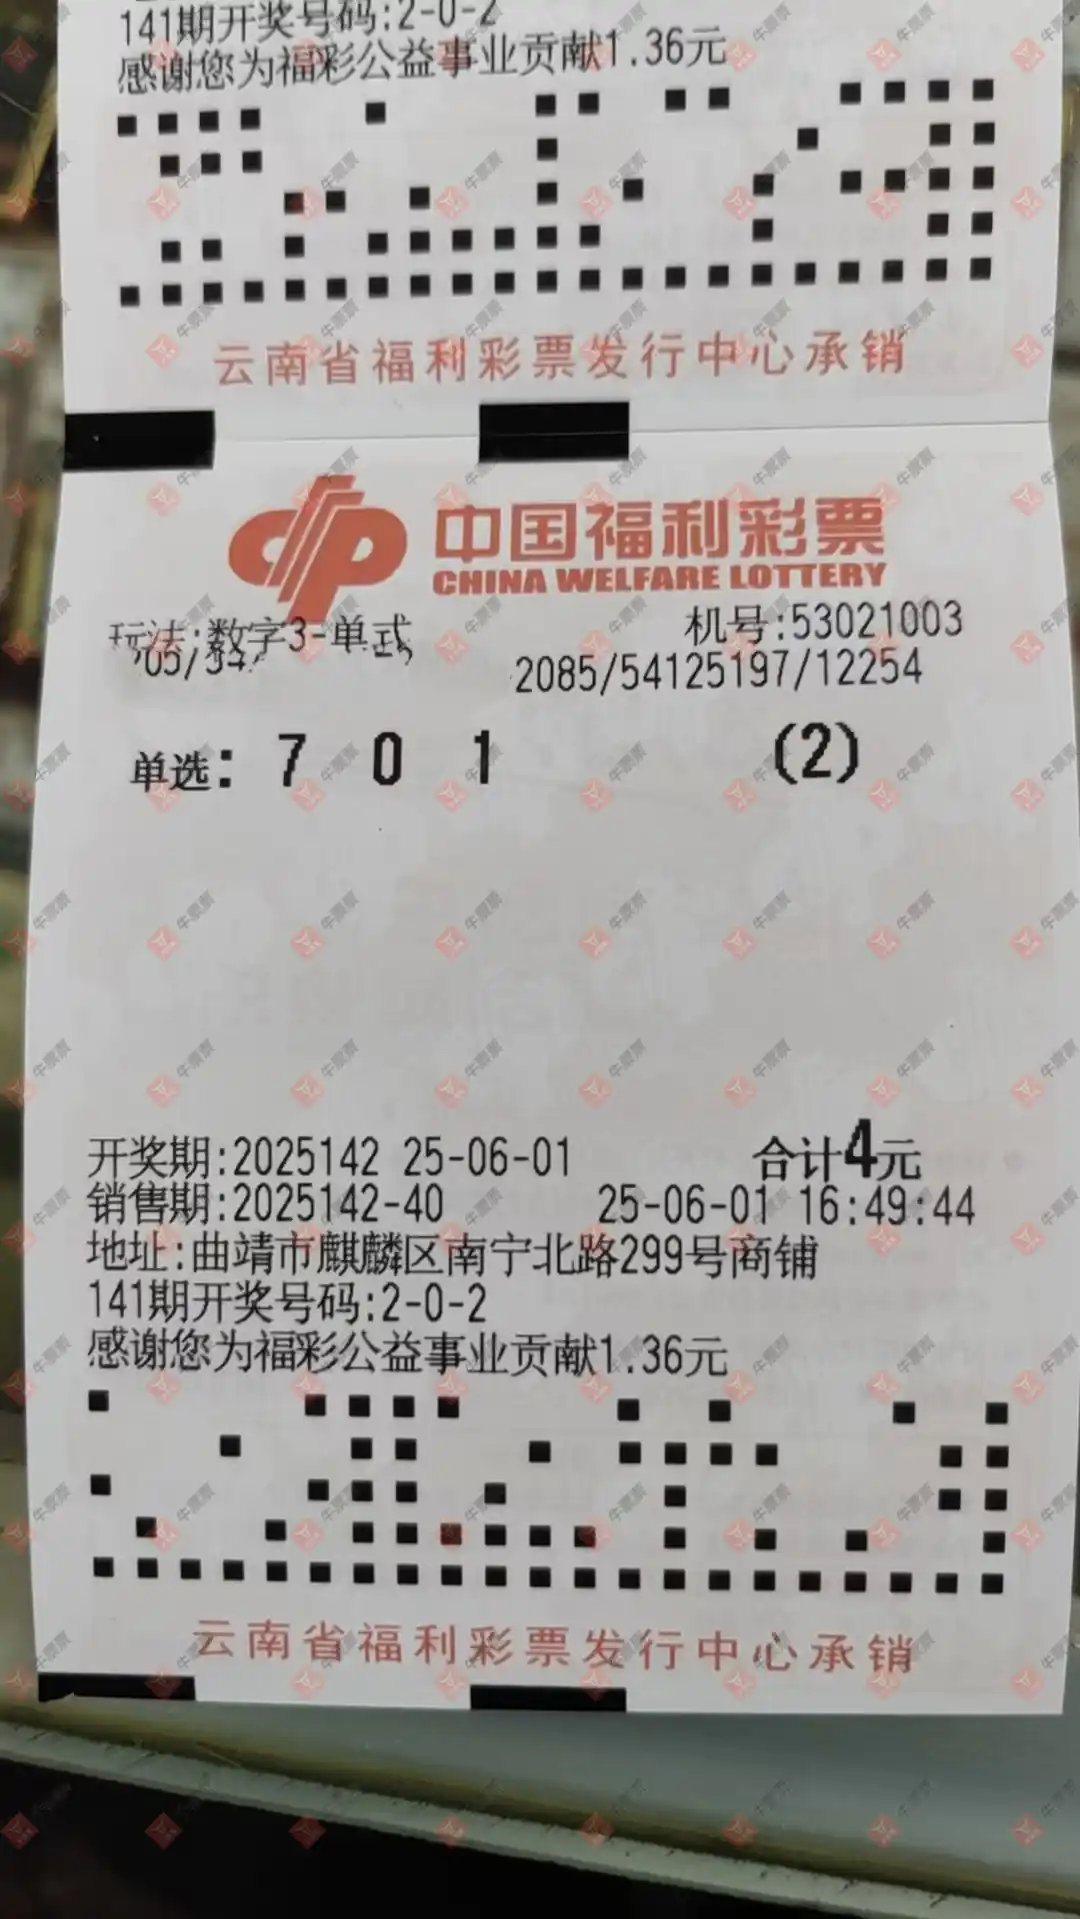 141期开奖号码:2-0-2
感谢您为福彩公益事业贡献1.36元
云南省福利彩票发行中心承销
中国福利彩票
CHINA WELFARE LOTTERY
玩法:数字3-单式 机号:53021003
2085/54125197/12254
单选: 7 0 1 (2)
开奖期:2025142 25-06-01 合计4元
销售期:2025142-40 25-06-01 16:49:44
地址:曲靖市麒麟区南宁北路299号商铺
141期开奖号码:2-0-2
感谢您为福彩公益事业贡献1.36元
云南省福利彩票发行中心承销
牛票票